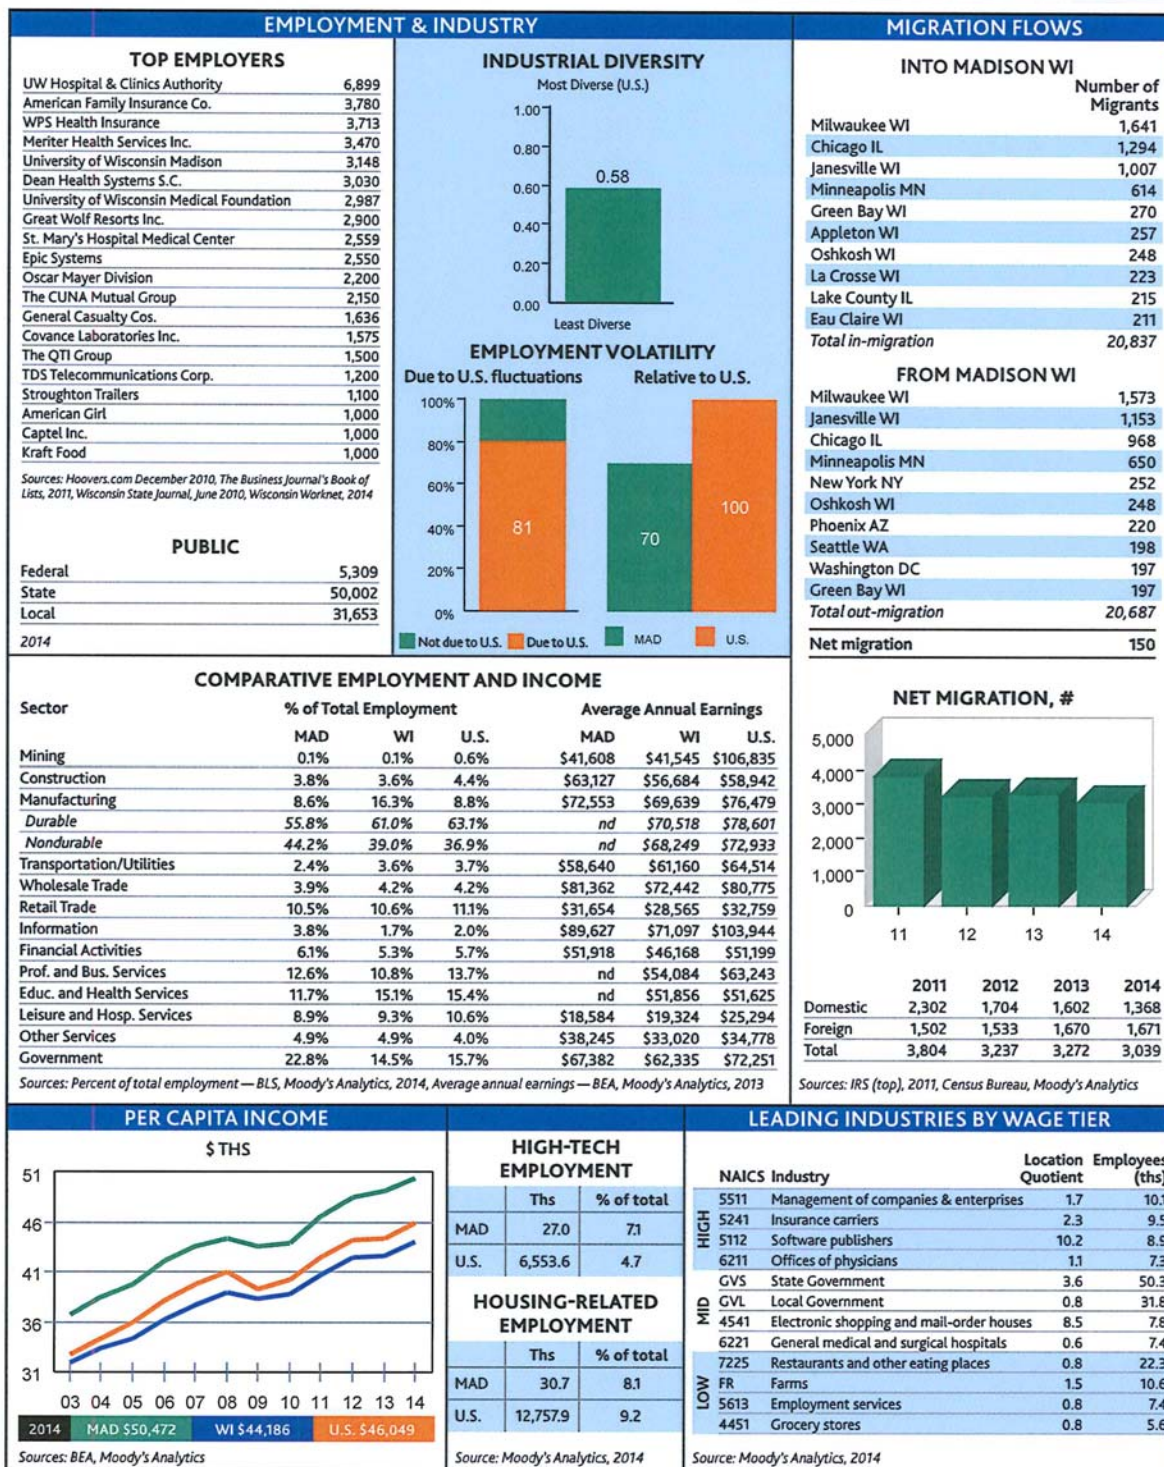 EMPLOYMENT & INDUSTRY
TOP EMPLOYERS
UW Hospital & Clinics Authority 6,899
American Family Insurance Co. 3,780
WPS Health Insurance 3,713
Meriter Health Services Inc. 3,470
University of Wisconsin Madison 3,148
Dean Health Systems S.C. 3,030
University of Wisconsin Medical Foundation 2,987
Great Wolf Resorts Inc. 2,900
St. Mary's Hospital Medical Center 2,559
Epic Systems 2,550
Oscar Mayer Division 2,200
The CUNA Mutual Group 2,150
General Casualty Cos. 1,636
Covance Laboratories Inc. 1,575
The QTI Group 1,500
TDS Telecommunications Corp. 1,200
Stroughton Trailers 1,100
American Girl 1,000
Captel Inc. 1,000
Kraft Food 1,000
Sources: Hoovers.com December 2010, The Business Journal's Book of
Lists, 2011, Wisconsin State Journal, June 2010, Wisconsin Worknet, 2014
PUBLIC
Federal 5,309
State 50,002
Local 31,653
2014
INDUSTRIAL DIVERSITY
Most Diverse (U.S.)
1.00
0.80
0.60
0.40
0.20
0.00
0.58
Least Diverse
EMPLOYMENT VOLATILITY
Due to U.S. fluctuations Relative to U.S.
100%
80%
60%
40%
20%
0%
81
70
100
Not due to U.S. Due to U.S. MAD U.S.
MIGRATION FLOWS
INTO MADISON WI
Number of
Migrants
Milwaukee WI 1,641
Chicago IL 1,294
Janesville WI 1,007
Minneapolis MN 614
Green Bay WI 270
Appleton WI 257
Oshkosh WI 248
La Crosse WI 223
Lake County IL 215
Eau Claire WI 211
Total in-migration 20,837
FROM MADISON WI
Milwaukee WI 1,573
Janesville WI 1,153
Chicago IL 968
Minneapolis MN 650
New York NY 252
Oshkosh WI 248
Phoenix AZ 220
Seattle WA 198
Washington DC 197
Green Bay WI 197
Total out-migration 20,687
Net migration 150
NET MIGRATION, #
5,000
4,000
3,000
2,000
1,000
0
11 12 13 14
2011 2012 2013 2014
Domestic 2,302 1,704 1,602 1,368
Foreign 1,502 1,533 1,670 1,671
Total 3,804 3,237 3,272 3,039
Sources: IRS (top), 2011, Census Bureau, Moody's Analytics
COMPARATIVE EMPLOYMENT AND INCOME
Sector % of Total Employment Average Annual Earnings
MAD WI U.S. MAD WI U.S.
Mining 0.1% 0.1% 0.6% $41,608 $41,545 $106,835
Construction 3.8% 3.6% 4.4% $63,127 $56,684 $58,942
Manufacturing 8.6% 16.3% 8.8% $72,553 $69,639 $76,479
Durable 55.8% 61.0% 63.1% nd $70,518 $78,601
Nondurable 44.2% 39.0% 36.9% nd $68,249 $72,933
Transportation/Utilities 2.4% 3.6% 3.7% $58,640 $61,160 $64,514
Wholesale Trade 3.9% 4.2% 4.2% $81,362 $72,442 $80,775
Retail Trade 10.5% 10.6% 11.1% $31,654 $28,565 $32,759
Information 3.8% 1.7% 2.0% $89,627 $71,097 $103,944
Financial Activities 6.1% 5.3% 5.7% $51,918 $46,168 $51,199
Prof. and Bus. Services 12.6% 10.8% 13.7% nd $54,084 $63,243
Educ. and Health Services 11.7% 15.1% 15.4% nd $51,856 $51,625
Leisure and Hosp. Services 8.9% 9.3% 10.6% $18,584 $19,324 $25,294
Other Services 4.9% 4.9% 4.0% $38,245 $33,020 $34,778
Government 22.8% 14.5% 15.7% $67,382 $62,335 $72,251
Sources: Percent of total employment — BLS, Moody's Analytics, 2014, Average annual earnings — BEA, Moody's Analytics, 2013
PER CAPITA INCOME
$ THS
51
46
41
36
31
03 04 05 06 07 08 09 10 11 12 13 14
2014 MAD $50,472 WI $44,186 U.S. $46,049
Sources: BEA, Moody's Analytics
HIGH-TECH
EMPLOYMENT
Ths % of total
MAD 27.0 7.1
U.S. 6,553.6 4.7
HOUSING-RELATED
EMPLOYMENT
Ths % of total
MAD 30.7 8.1
U.S. 12,757.9 9.2
Source: Moody's Analytics, 2014
LEADING INDUSTRIES BY WAGE TIER
Location Employees
NAICS Industry Quotient (ths)
HIGH
5511 Management of companies & enterprises 1.7 10.1
5241 Insurance carriers 2.3 9.5
5112 Software publishers 10.2 8.9
6211 Offices of physicians 1.1 7.3
MID
GVS State Government 3.6 50.3
GVL Local Government 0.8 31.8
4541 Electronic shopping and mail-order houses 8.5 7.8
6221 General medical and surgical hospitals 0.6 7.4
LOW
7225 Restaurants and other eating places 0.8 22.3
FR Farms 1.5 10.6
5613 Employment services 0.8 7.4
4451 Grocery stores 0.8 5.6
Source: Moody's Analytics, 2014